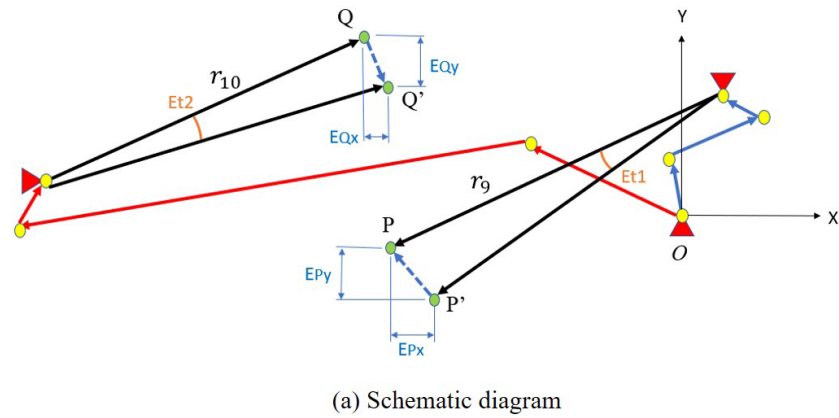 Q
Y
r10
EQy
Et2
Q’
EQx
Et1
X
r9
P
O
EPy
P’
EPx
(a) Schematic diagram